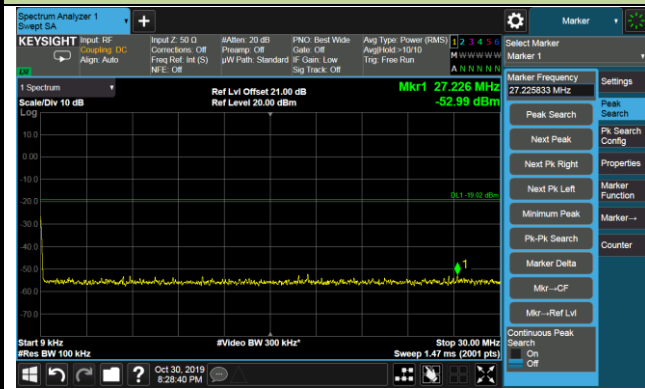 Spectrum Analyzer 1
Swept SA
Marker
KEYSIGHT
Input: RF
Coupling: DC
Align: Auto
Input Z: 50 Ω
Corrections: Off
Freq Ref: Int (S)
NFE: Off
#Atten: 20 dB
Preamp: Off
µW Path: Standard
PNO: Best Wide
Gate: Off
IF Gain: Low
Sig Track: Off
Avg Type: Power (RMS)
Avg|Hold:>10/10
Trig: Free Run
1 2 3 4 5 6
M W W W W W
A N N N N N
Select Marker
Marker 1
1 Spectrum
Scale/Div 10 dB
Log
Ref Lvl Offset 21.00 dB
Ref Level 20.00 dBm
Mkr1 27.226 MHz
-52.99 dBm
10.0
0.00
-10.0
-20.0
-30.0
-40.0
-50.0
-60.0
-70.0
DL1 -19.02 dBm
1
Start 9 kHz
#Res BW 100 kHz
#Video BW 300 kHz*
Stop 30.00 MHz
Sweep 1.47 ms (2001 pts)
Marker Frequency
27.225833 MHz
Peak Search
Next Peak
Next Pk Right
Next Pk Left
Minimum Peak
Pk-Pk Search
Marker Delta
Mkr→CF
Mkr→Ref Lvl
Continuous Peak
Search
On
Off
Settings
Peak
Search
Pk Search
Config
Properties
Marker
Function
Marker→
Counter
Oct 30, 2019
8:28:40 PM